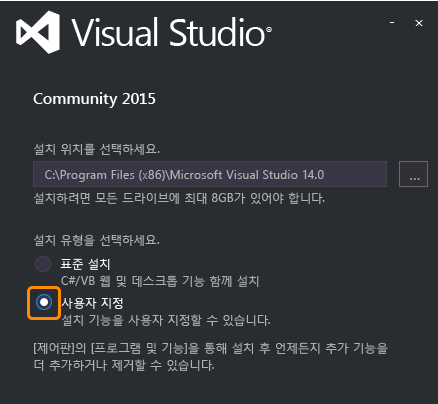 Visual Studio®
Community 2015
설치 위치를 선택하세요.
C:\Program Files (x86)\Microsoft Visual Studio 14.0
...
설치하려면 모든 드라이브에 최대 8GB가 있어야 합니다.
설치 유형을 선택하세요.
표준 설치
C#/VB 웹 및 데스크톱 기능 함께 설치
사용자 지정
설치 기능을 사용자 지정할 수 있습니다.
[제어판]의 [프로그램 및 기능]을 통해 설치 후 언제든지 추가 기능을
더 추가하거나 제거할 수 있습니다.